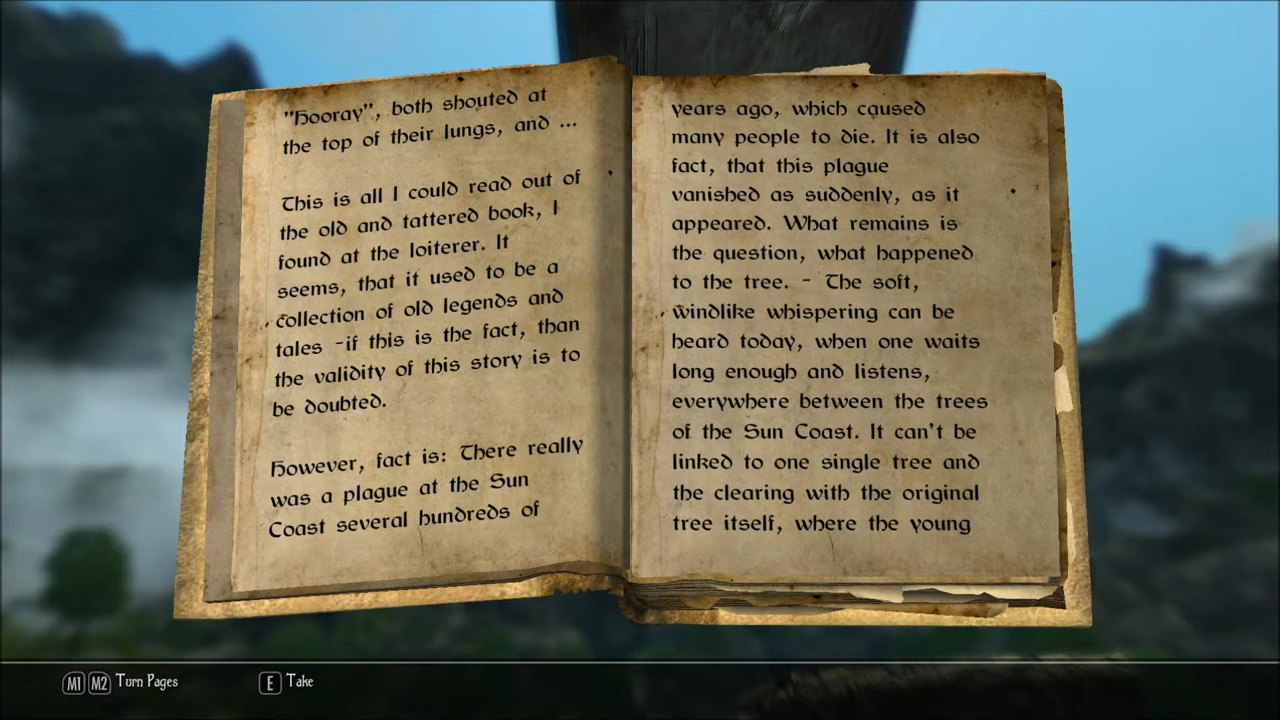 "Hooray", both shouted at
the top of their lungs, and ...
This is all I could read out of
the old and tattered book, I
found at the loiterer. It
seems, that it used to be a
collection of old legends and
tales -if this is the fact, than
the validity of this story is to
be doubted.
However, fact is: There really
was a plague at the Sun
Coast several hundreds of
years ago, which caused
many people to die. It is also
fact, that this plague
vanished as suddenly, as it
appeared. What remains is
the question, what happened
to the tree. - The soft,
windlike whispering can be
heard today, when one waits
long enough and listens,
everywhere between the trees
of the Sun Coast. It can't be
linked to one single tree and
the clearing with the original
tree itself, where the young
M1 M2 Turn Pages
E Take